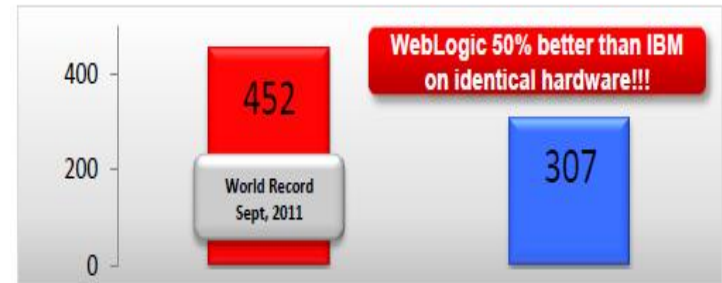 WebLogic 50% better than IBM
on identical hardware!!!
400
200
0
452
World Record
Sept, 2011
307